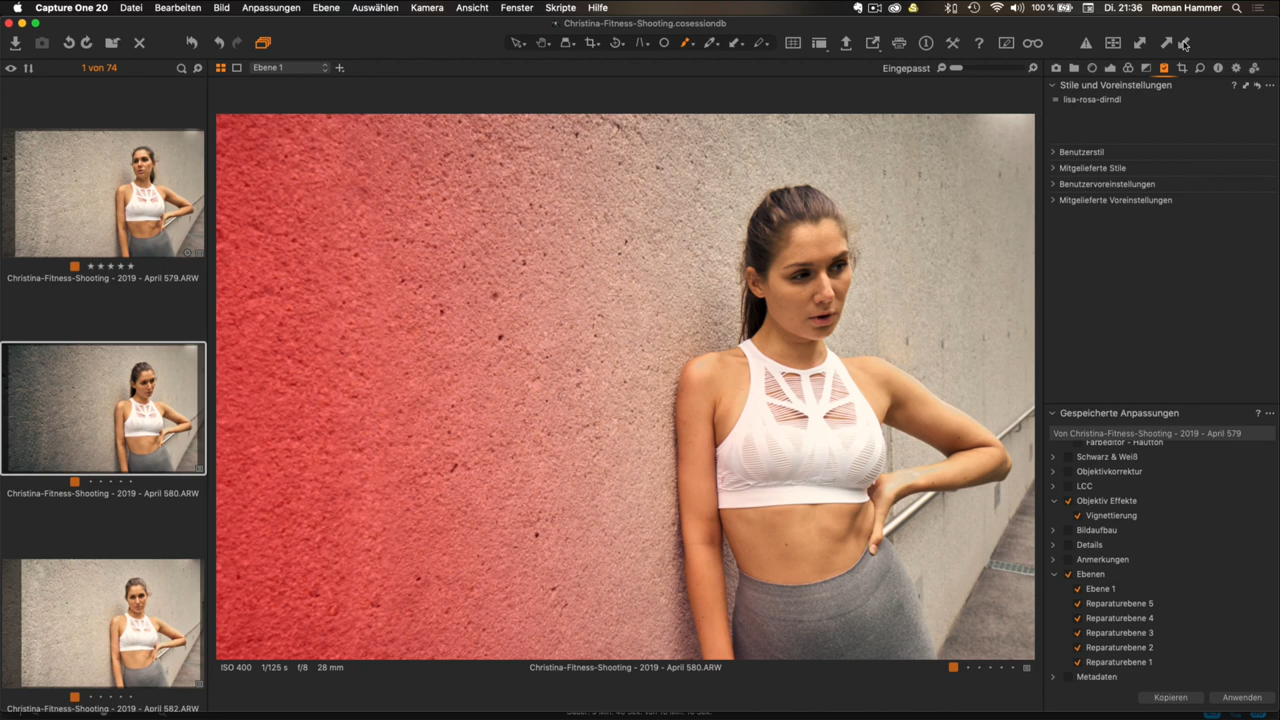 Capture One 20 Datei Bearbeiten Bild Anpassungen Ebene Auswählen Kamera Ansicht Fenster Skripte Hilfe 100 % Di. 21:36 Roman Hammer
Christina-Fitness-Shooting.cosessiondb
1 von 74
Ebene 1
Eingepasst
Stile und Voreinstellungen
lisa-rosa-dirndl
Benutzerstil
Mitgelieferte Stile
Benutzervoreinstellungen
Mitgelieferte Voreinstellungen
Christina-Fitness-Shooting - 2019 - April 579.ARW
Christina-Fitness-Shooting - 2019 - April 580.ARW
Christina-Fitness-Shooting - 2019 - April 582.ARW
ISO 400 1/125 s f/8 28 mm
Christina-Fitness-Shooting - 2019 - April 580.ARW
Gespeicherte Anpassungen
Von Christina-Fitness-Shooting - 2019 - April 579
Farbeditor - Hautton
Schwarz & Weiß
Objektivkorrektur
LCC
Objektiv Effekte
Vignettierung
Bildaufbau
Details
Anmerkungen
Ebenen
Ebene 1
Reparaturebene 5
Reparaturebene 4
Reparaturebene 3
Reparaturebene 2
Reparaturebene 1
Metadaten
Kopieren Anwenden